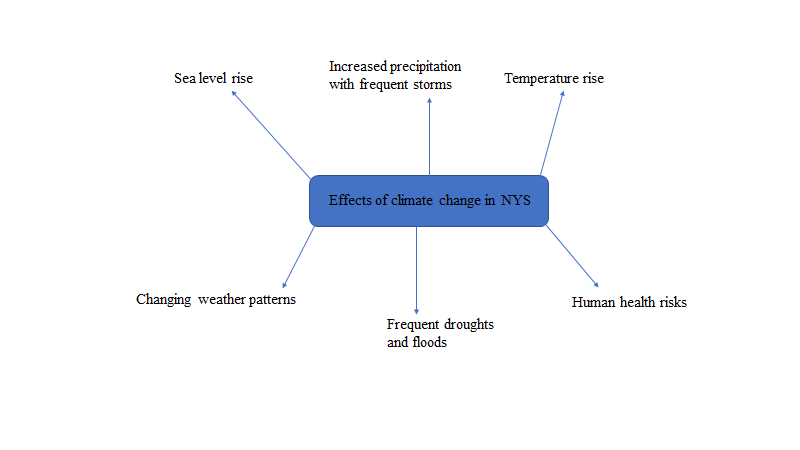 Increased precipitation
with frequent storms
Sea level rise
Temperature rise
Effects of climate change in NYS
Changing weather patterns
Human health risks
Frequent droughts
and floods